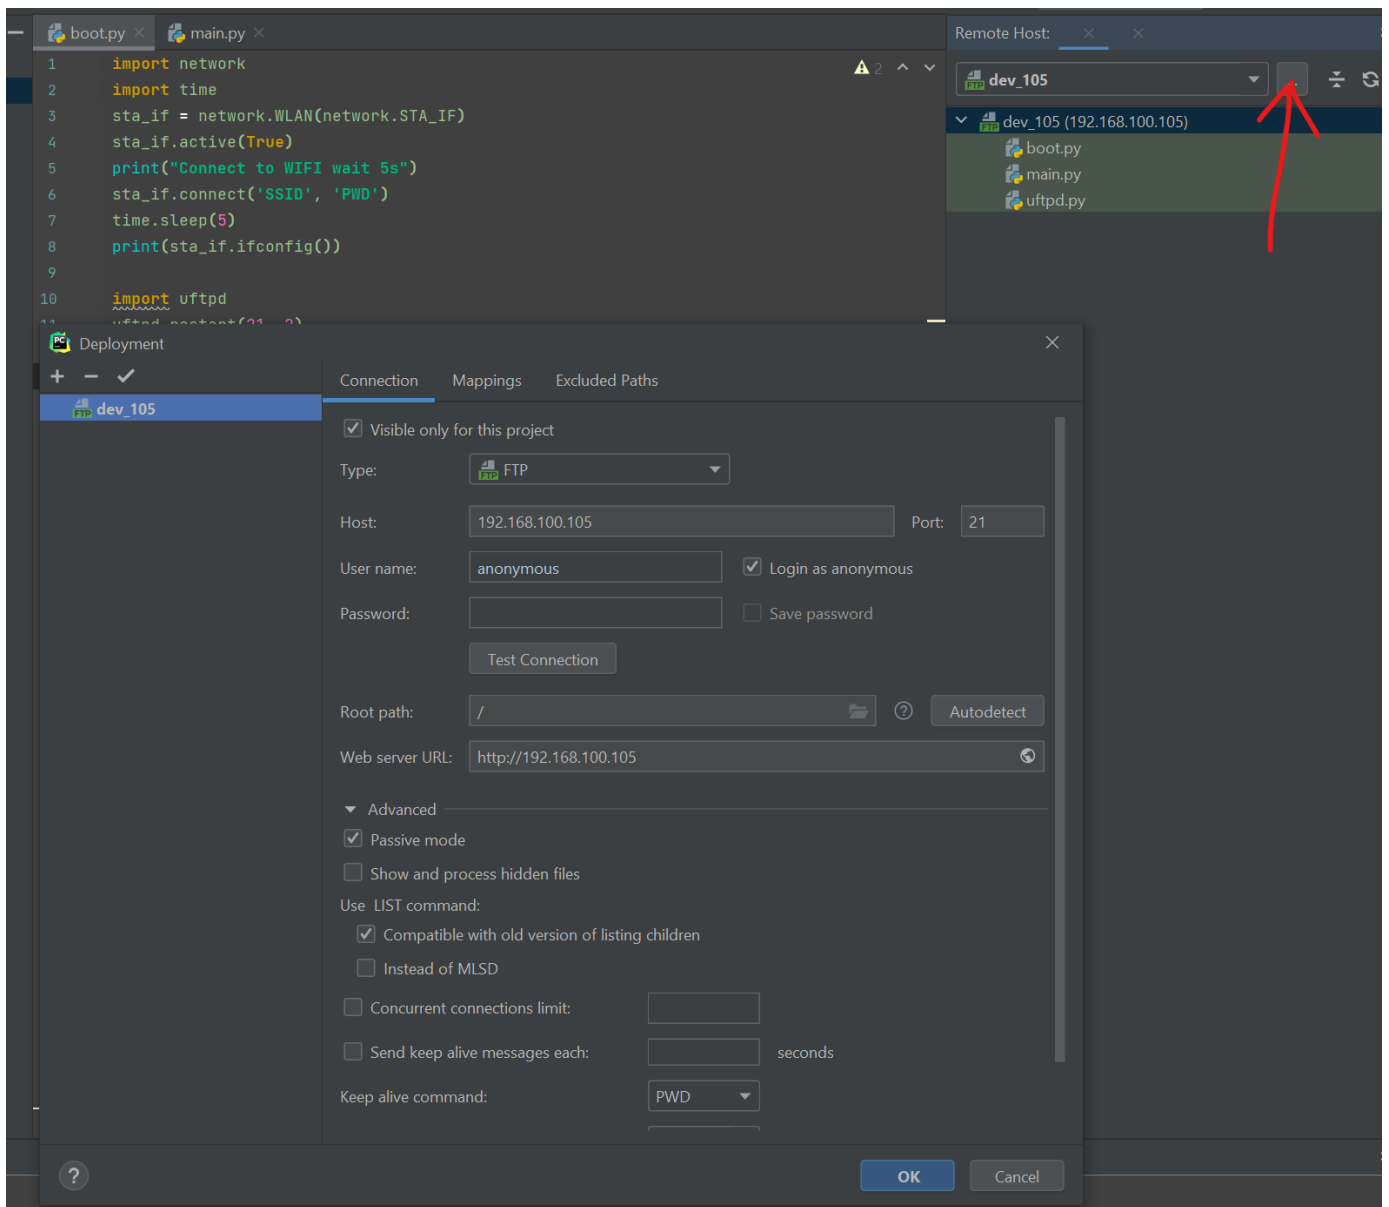 boot.py
main.py
Remote Host:
1 import network
2 import time
3 sta_if = network.WLAN(network.STA_IF)
4 sta_if.active(True)
5 print("Connect to WIFI wait 5s")
6 sta_if.connect('SSID', 'PWD')
7 time.sleep(5)
8 print(sta_if.ifconfig())
9
10 import uftpd
2
FTP dev_105
FTP dev_105 (192.168.100.105)
boot.py
main.py
uftpd.py
PC Deployment
FTP dev_105
Connection Mappings Excluded Paths
Visible only for this project
Type: FTP FTP
Host: 192.168.100.105 Port: 21
User name: anonymous Login as anonymous
Password: Save password
Test Connection
Root path: / ? Autodetect
Web server URL: http://192.168.100.105
Advanced
Passive mode
Show and process hidden files
Use LIST command:
Compatible with old version of listing children
Instead of MLSD
Concurrent connections limit:
Send keep alive messages each: seconds
Keep alive command: PWD
? OK Cancel